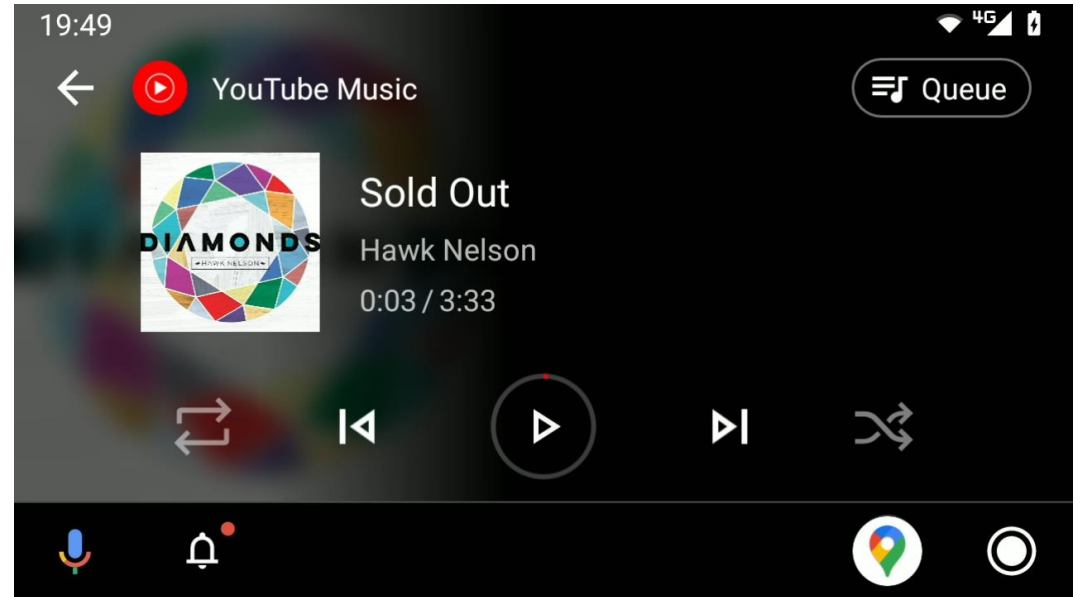 19:49
4G
YouTube Music
Queue
DIAMONDS
HAWK NELSON
Sold Out
Hawk Nelson
0:03 / 3:33